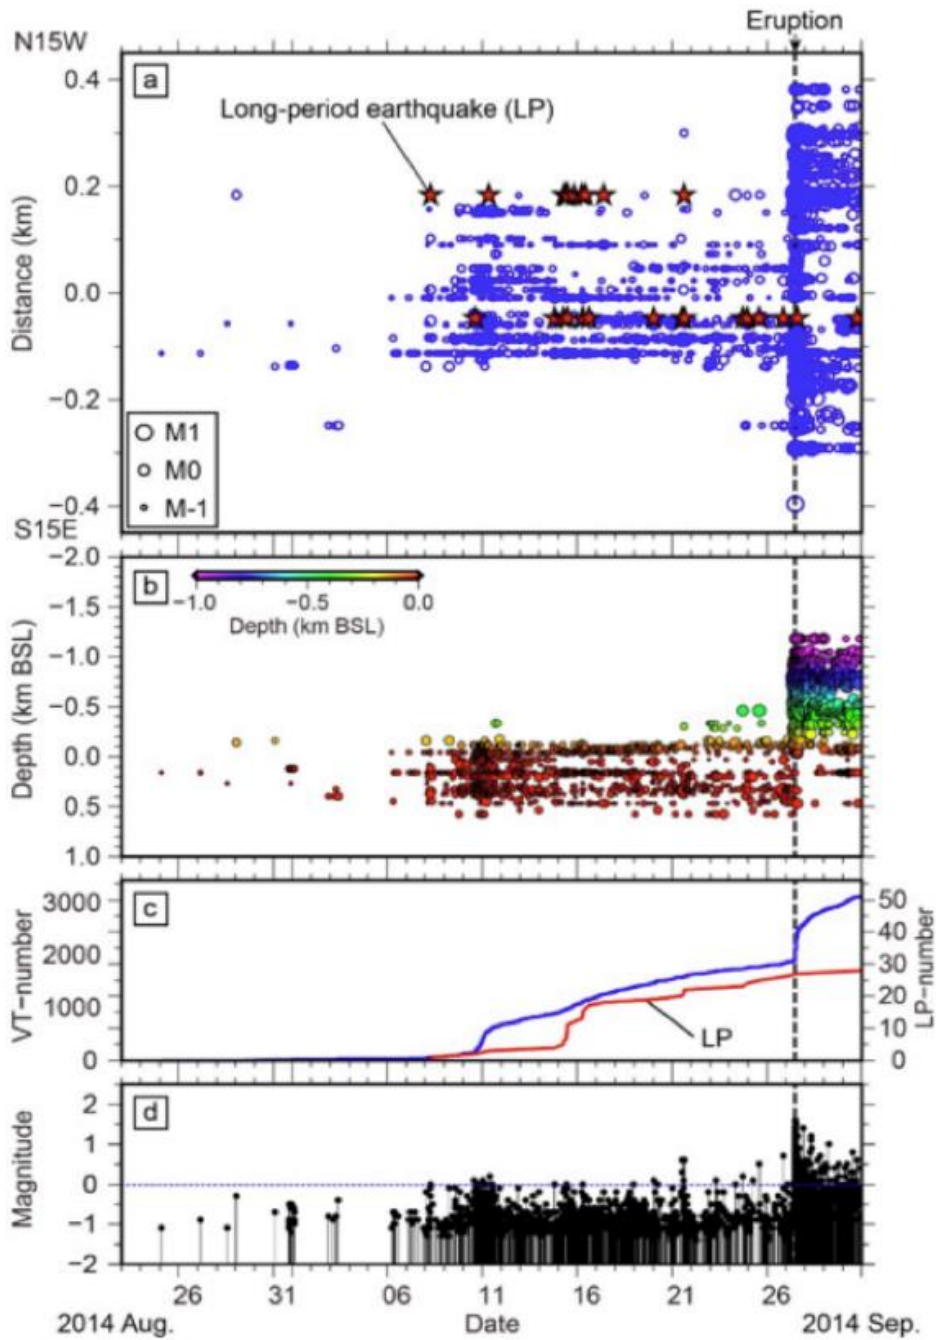 Eruption
N15W
a
0.4
Long-period earthquake (LP)
0.2
Distance (km)
0.0
−0.2
M1
M0
M-1
−0.4
S15E
−2.0
b
−1.0 −0.5 0.0
Depth (km BSL)
−1.5
−1.0
−0.5
Depth (km BSL)
0.0
0.5
1.0
c
3000
2000
1000
0
VT−number
50
40
30
20
10
0
LP−number
LP
d
2
1
0
−1
−2
Magnitude
26 31 06 11 16 21 26
2014 Aug. Date 2014 Sep.